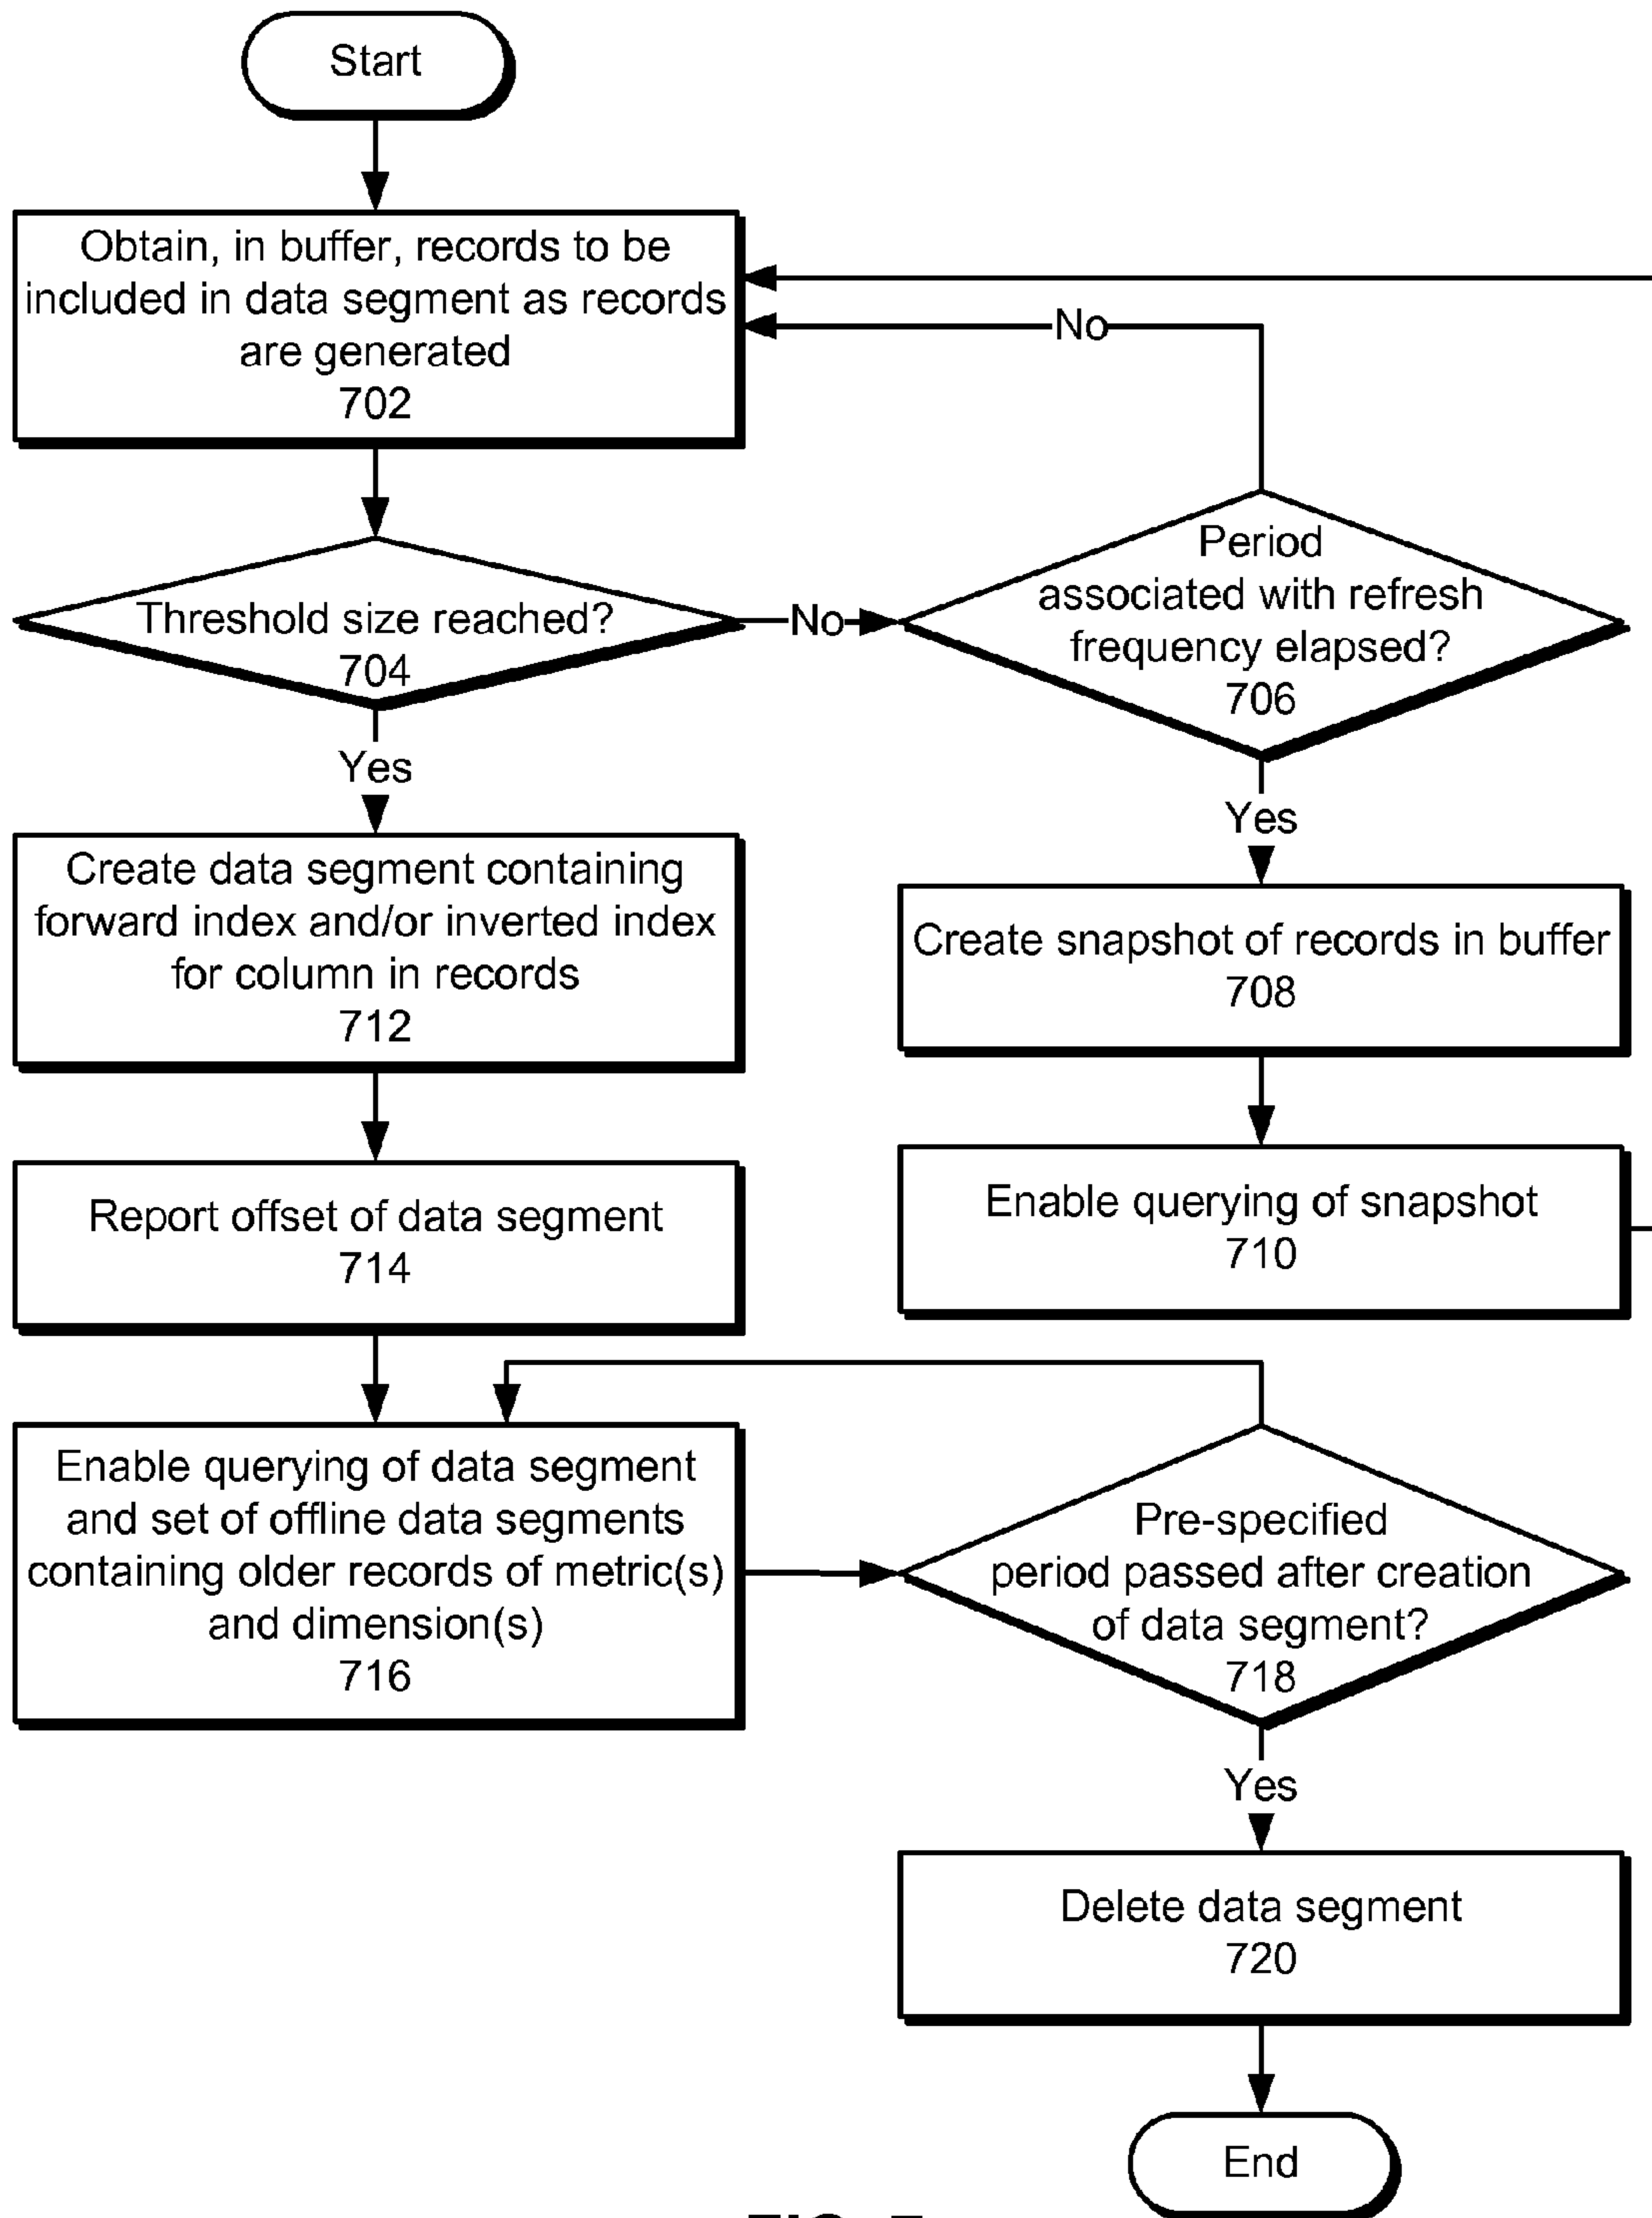 Start
Obtain, in buffer, records to be
included in data segment as records
are generated
702
No
Threshold size reached?
704
No
Period
associated with refresh
frequency elapsed?
706
Yes
Yes
Create data segment containing
forward index and/or inverted index
for column in records
712
Create snapshot of records in buffer
708
Report offset of data segment
714
Enable querying of snapshot
710
Enable querying of data segment
and set of offline data segments
containing older records of metric(s)
and dimension(s)
716
Pre-specified
period passed after creation
of data segment?
718
Yes
Delete data segment
720
End